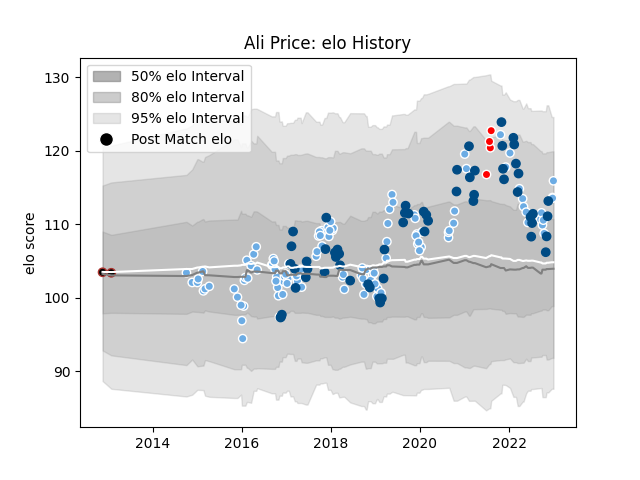 Ali Price: elo History
50% elo Interval
80% elo Interval
95% elo Interval
Post Match elo
elo score
130
120
110
100
90
2014
2016
2018
2020
2022